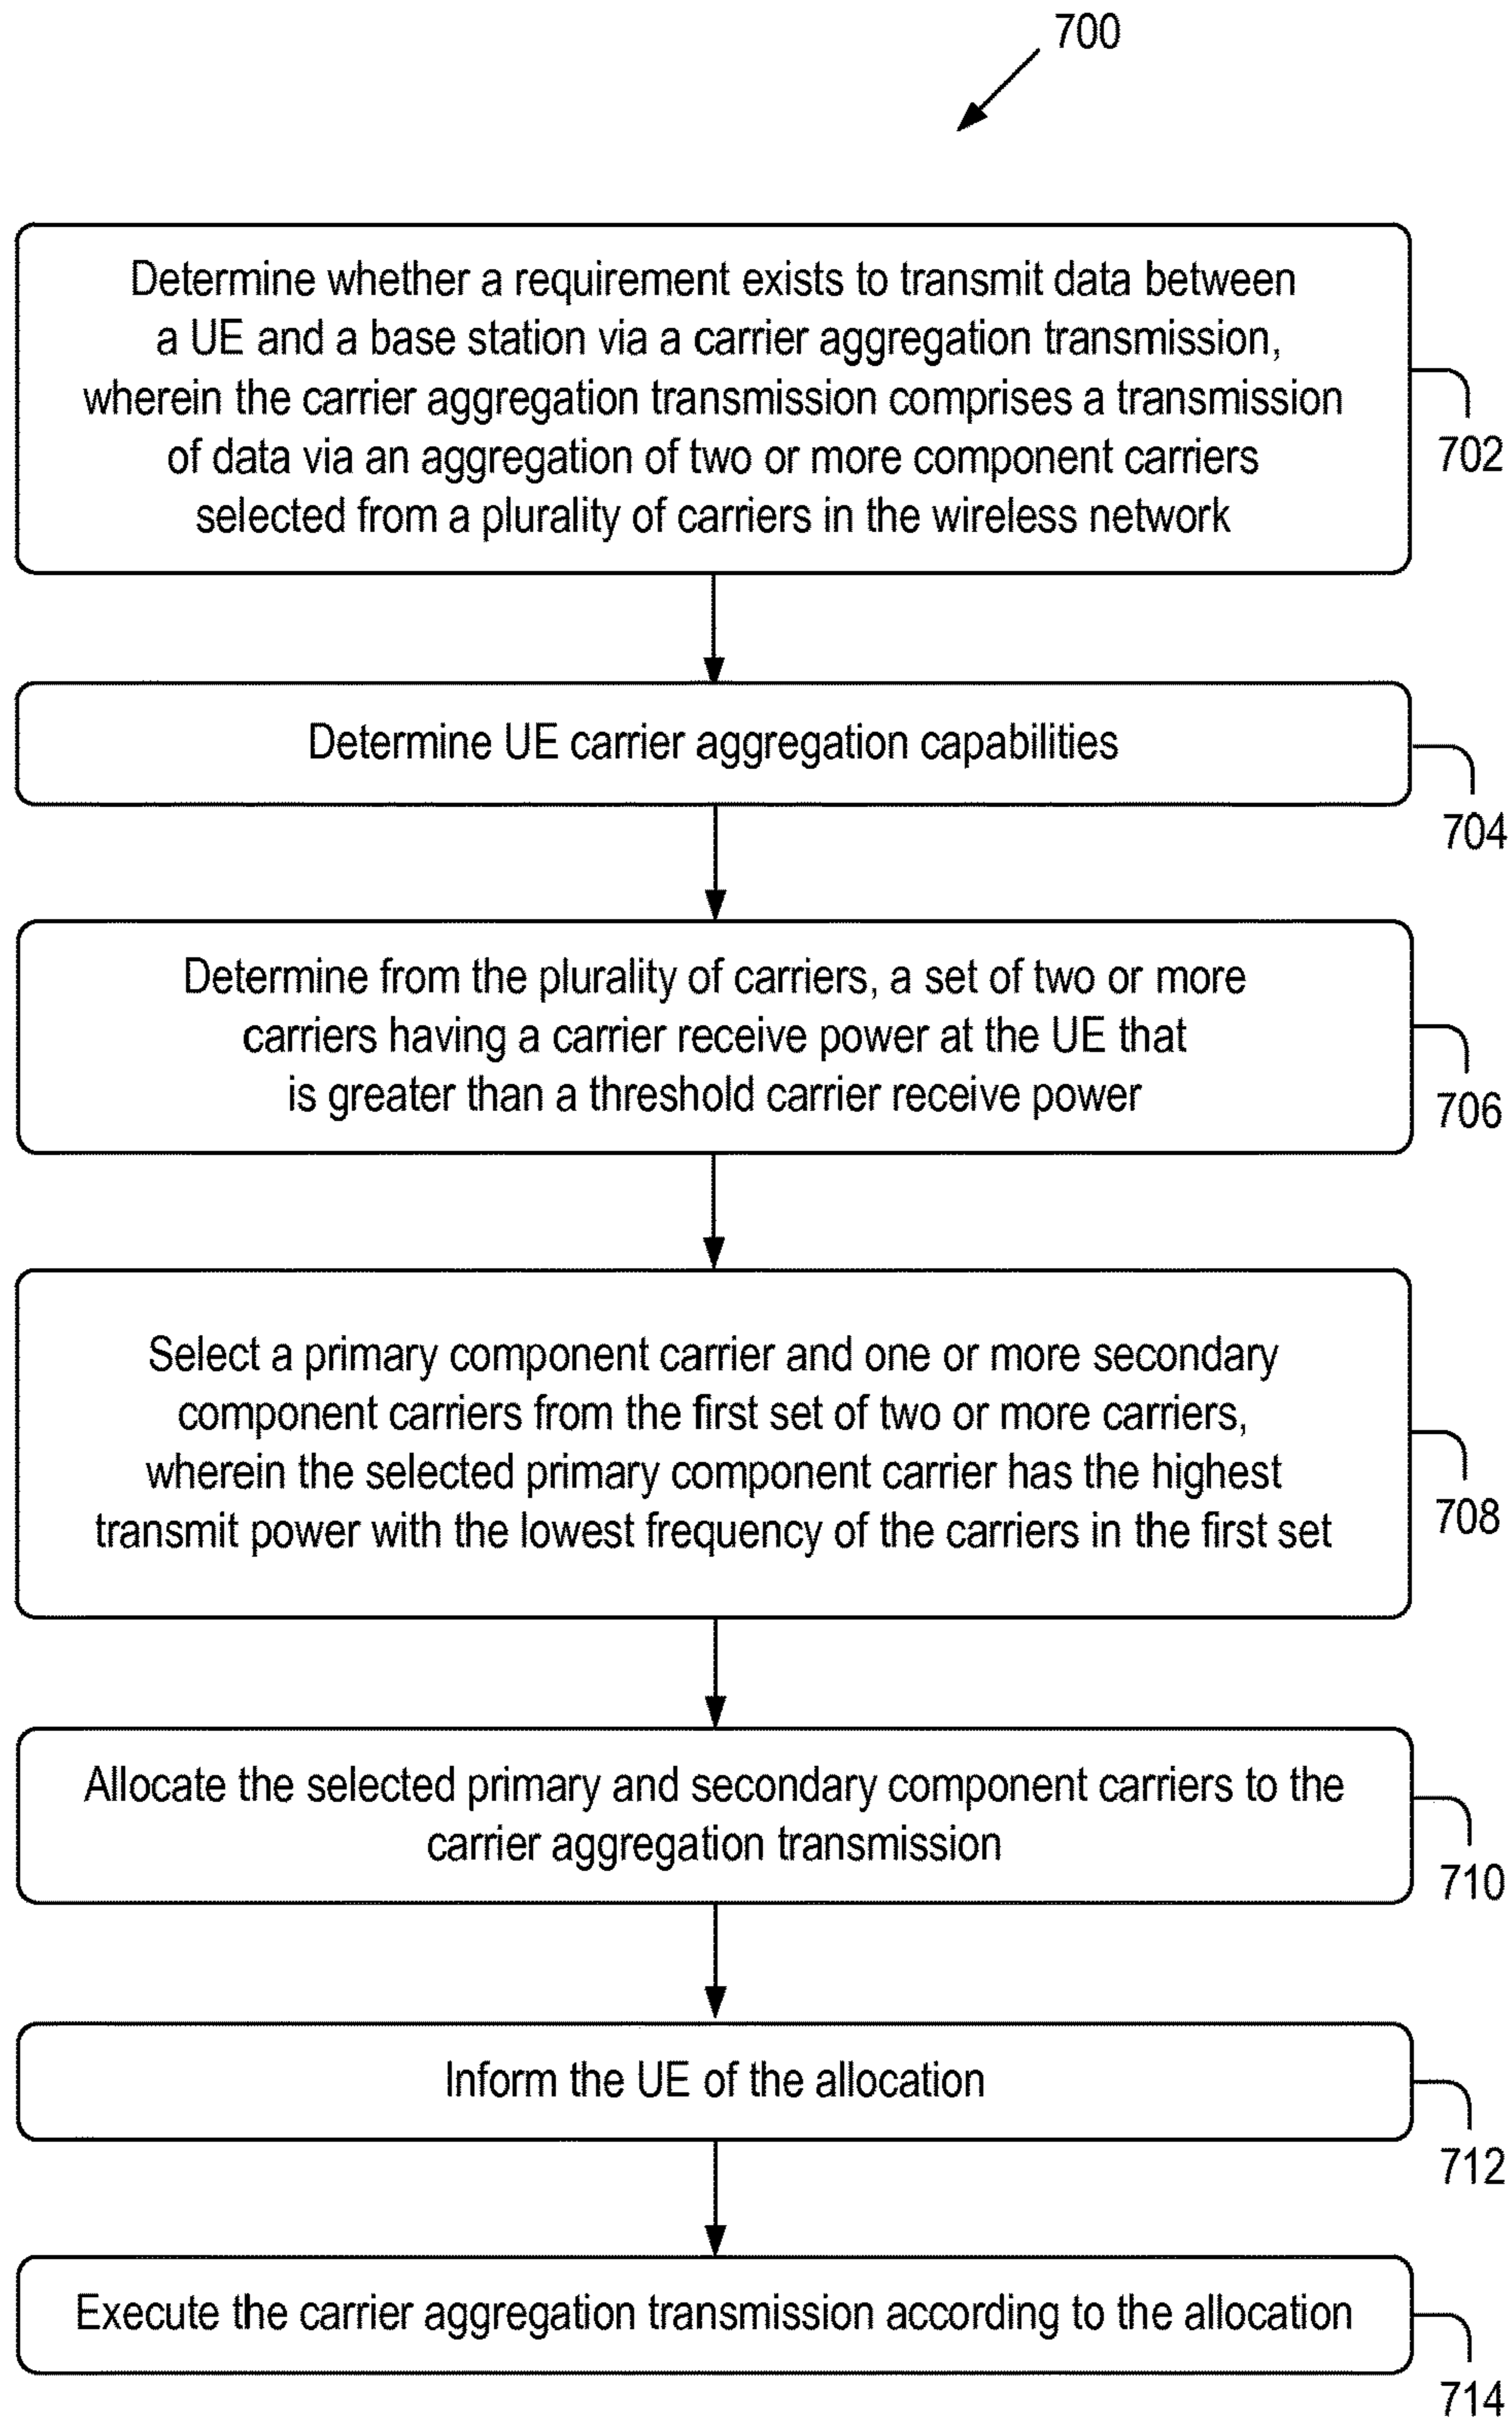 700
Determine whether a requirement exists to transmit data between
a UE and a base station via a carrier aggregation transmission,
wherein the carrier aggregation transmission comprises a transmission
of data via an aggregation of two or more component carriers
selected from a plurality of carriers in the wireless network
702
Determine UE carrier aggregation capabilities
704
Determine from the plurality of carriers, a set of two or more
carriers having a carrier receive power at the UE that
is greater than a threshold carrier receive power
706
Select a primary component carrier and one or more secondary
component carriers from the first set of two or more carriers,
wherein the selected primary component carrier has the highest
transmit power with the lowest frequency of the carriers in the first set
708
Allocate the selected primary and secondary component carriers to the
carrier aggregation transmission
710
Inform the UE of the allocation
712
Execute the carrier aggregation transmission according to the allocation
714